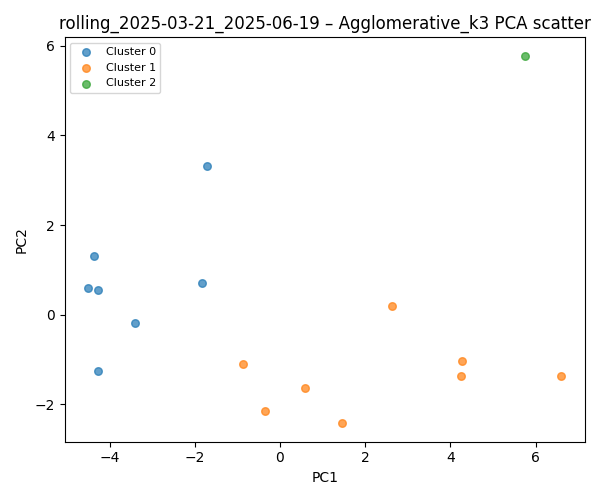 rolling_2025-03-21_2025-06-19 – Agglomerative_k3 PCA scatter
Cluster 0
Cluster 1
Cluster 2
6
4
2
0
−2
PC2
−4 −2 0 2 4 6
PC1